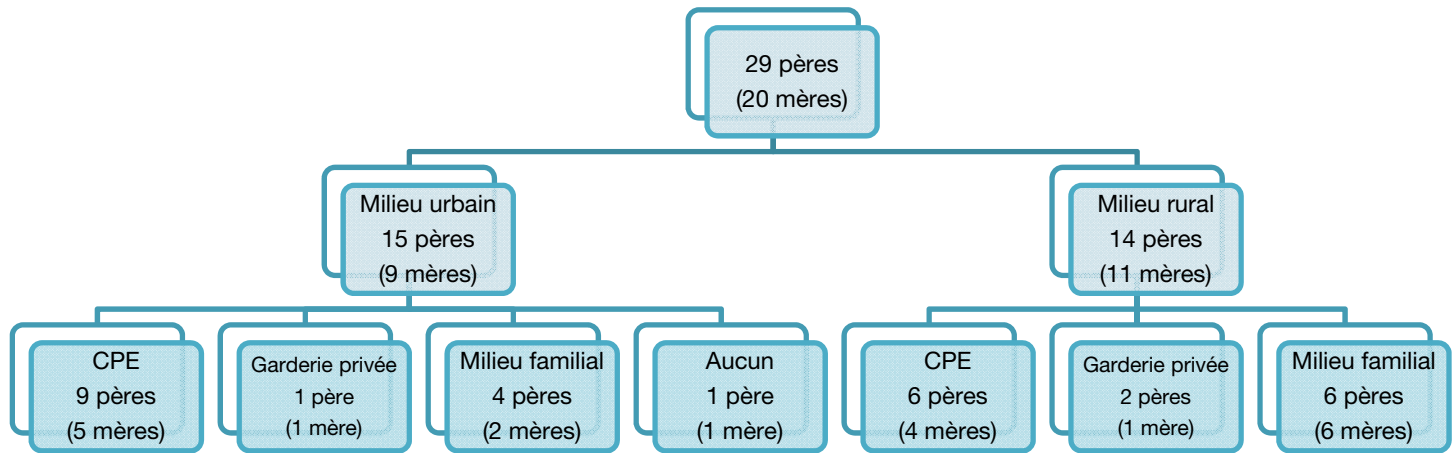 29 pères
(20 mères)
Milieu urbain
15 pères
(9 mères)
Milieu rural
14 pères
(11 mères)
CPE
9 pères
(5 mères)
Garderie privée
1 père
(1 mère)
Milieu familial
4 pères
(2 mères)
Aucun
1 père
(1 mère)
CPE
6 pères
(4 mères)
Garderie privée
2 pères
(1 mère)
Milieu familial
6 pères
(6 mères)